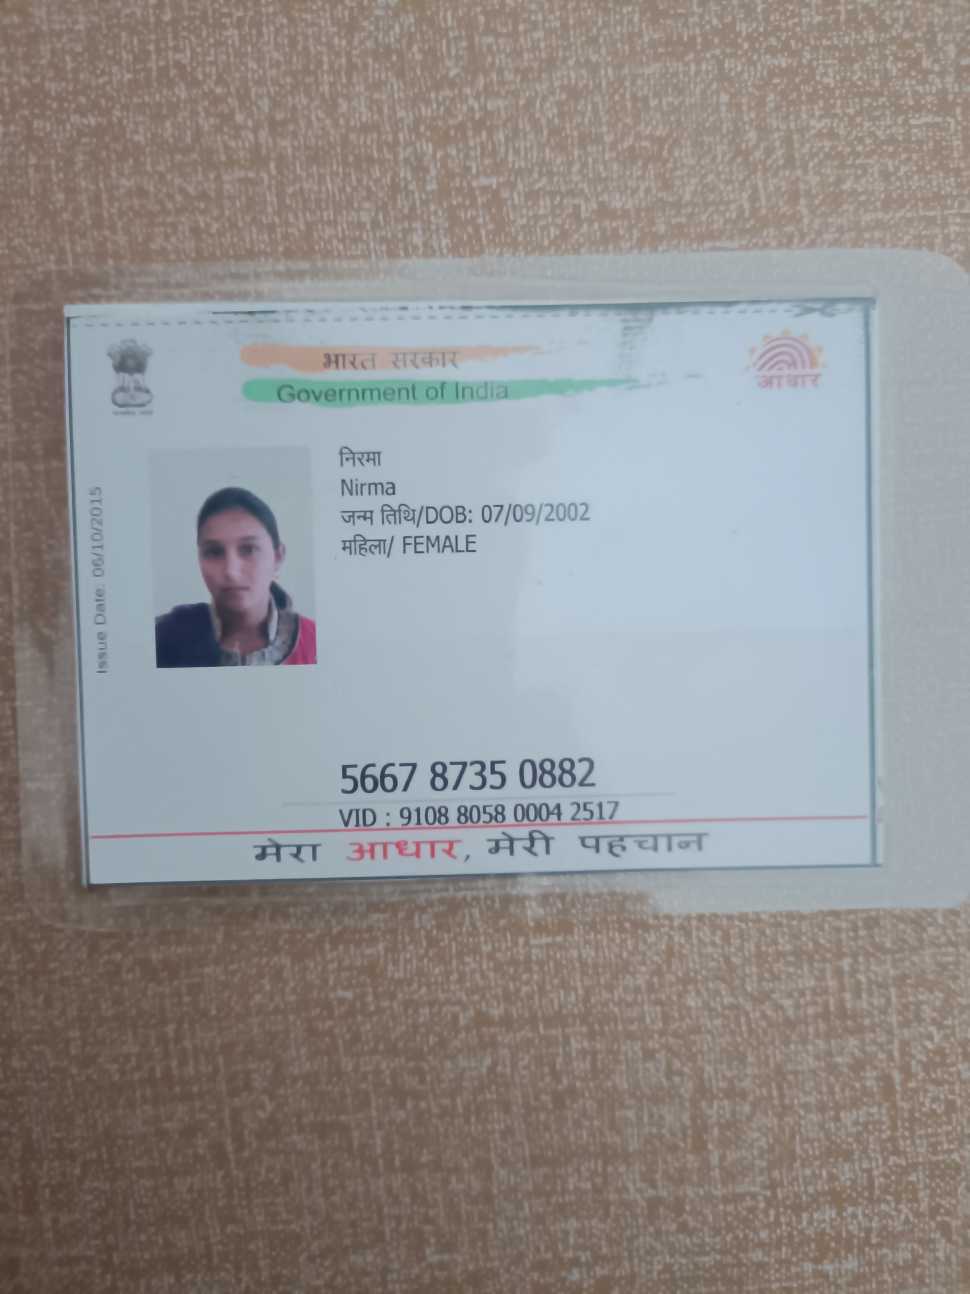 भारत सरकार
Government of India
आधार
Issue Date: 06/10/2015
निरमा
Nirma
जन्म तिथि/DOB: 07/09/2002
महिला/ FEMALE
5667 8735 0882
VID : 9108 8058 0004 2517
मेरा आधार, मेरी पहचान